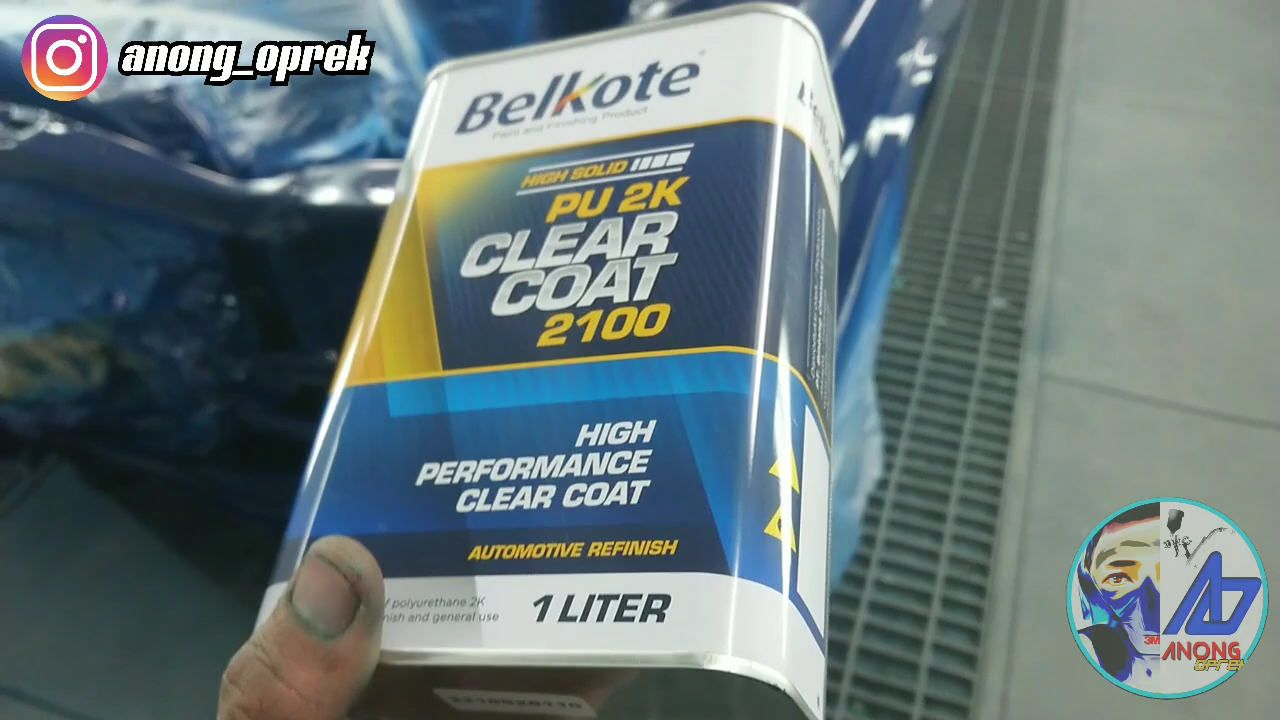 anong_oprek
Belkote
Paint and Finishing Product
HIGH SOLID
PU 2K
CLEAR
COAT
2100
HIGH
PERFORMANCE
CLEAR COAT
AUTOMOTIVE REFINISH
polyurethane 2K
and general use
1 LITER
3M
ANONG
OPREK